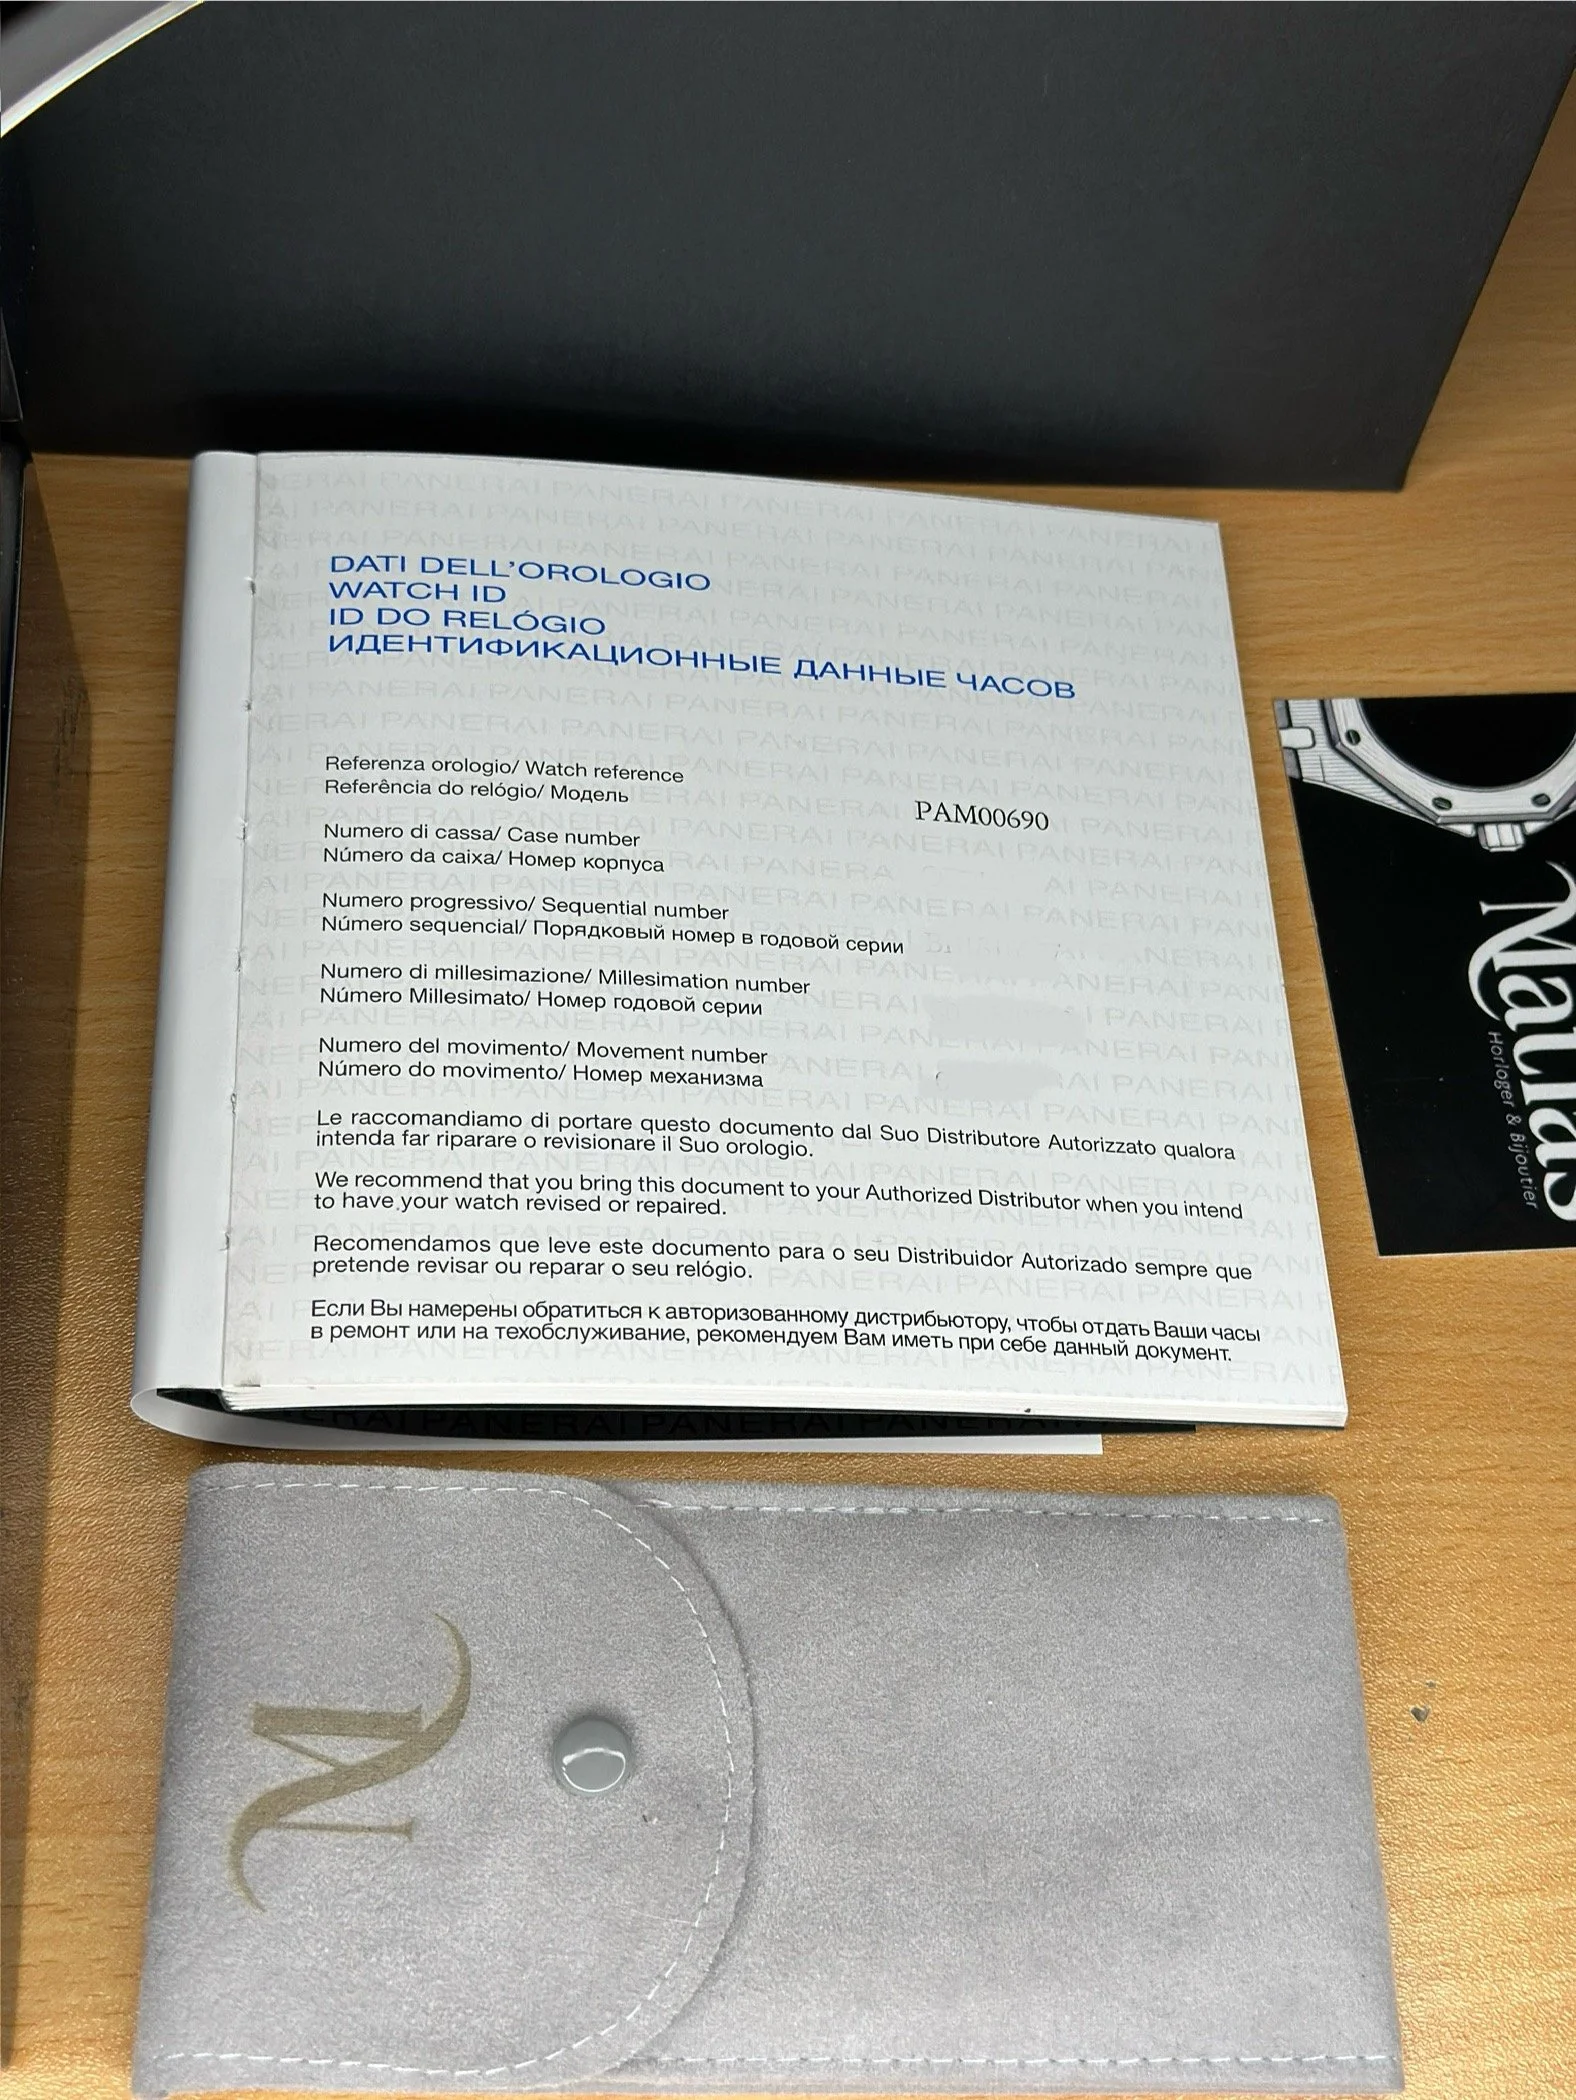 DATI DELL'OROLOGIO
WATCH ID
ID DO RELÓGIO
ИДЕНТИФИКАЦИОННЫЕ ДАННЫЕ ЧАСОВ
Referenza orologio/ Watch reference
Referência do relógio/ Модель
PAM00690
Numero di cassa/ Case number
Número da caixa/ Номер корпуса
Numero progressivo/ Sequential number
Número sequencial/ Порядковый номер в годовой серии
Numero di millesimazione/ Millesimation number
Número Millesimato/ Номер годовой серии
Numero del movimento/ Movement number
Número do movimento/ Номер механизма
Le raccomandiamo di portare questo documento dal Suo Distributore Autorizzato qualora
intenda far riparare o revisionare il Suo orologio.
We recommend that you bring this document to your Authorized Distributor when you intend
to have your watch revised or repaired.
Recomendamos que leve este documento para o seu Distribuidor Autorizado sempre que
pretende revisar ou reparar o seu relógio.
Если Вы намерены обратиться к авторизованному дистрибьютору, чтобы отдать Ваши часы
в ремонт или на техобслуживание, рекомендуем Вам иметь при себе данный документ.
PANERAI PANERAI PANERAI PANERAI
Horloger & Bijoutier
M